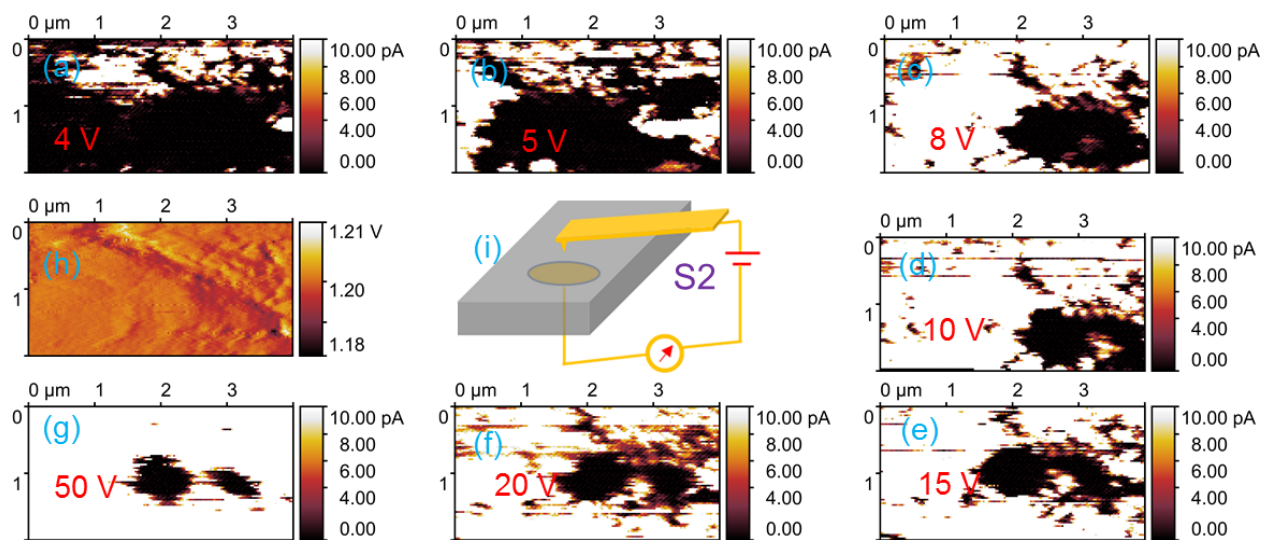 0 µm 1 2 3
0
1
(a)
4 V
10.00 pA
8.00
6.00
4.00
0.00
0 µm 1 2 3
0
1
(b)
5 V
10.00 pA
8.00
6.00
4.00
0.00
0 µm 1 2 3
0
1
(c)
8 V
10.00 pA
8.00
6.00
4.00
0.00
0 µm 1 2 3
0
1
(h)
1.21 V
1.20
1.18
(i)
S2
0 µm 1 2 3
0
1
(d)
10 V
10.00 pA
8.00
6.00
4.00
0.00
0 µm 1 2 3
0
1
(g)
50 V
10.00 pA
8.00
6.00
4.00
0.00
0 µm 1 2 3
0
1
(f)
20 V
10.00 pA
8.00
6.00
4.00
0.00
0 µm 1 2 3
0
1
(e)
15 V
10.00 pA
8.00
6.00
4.00
0.00